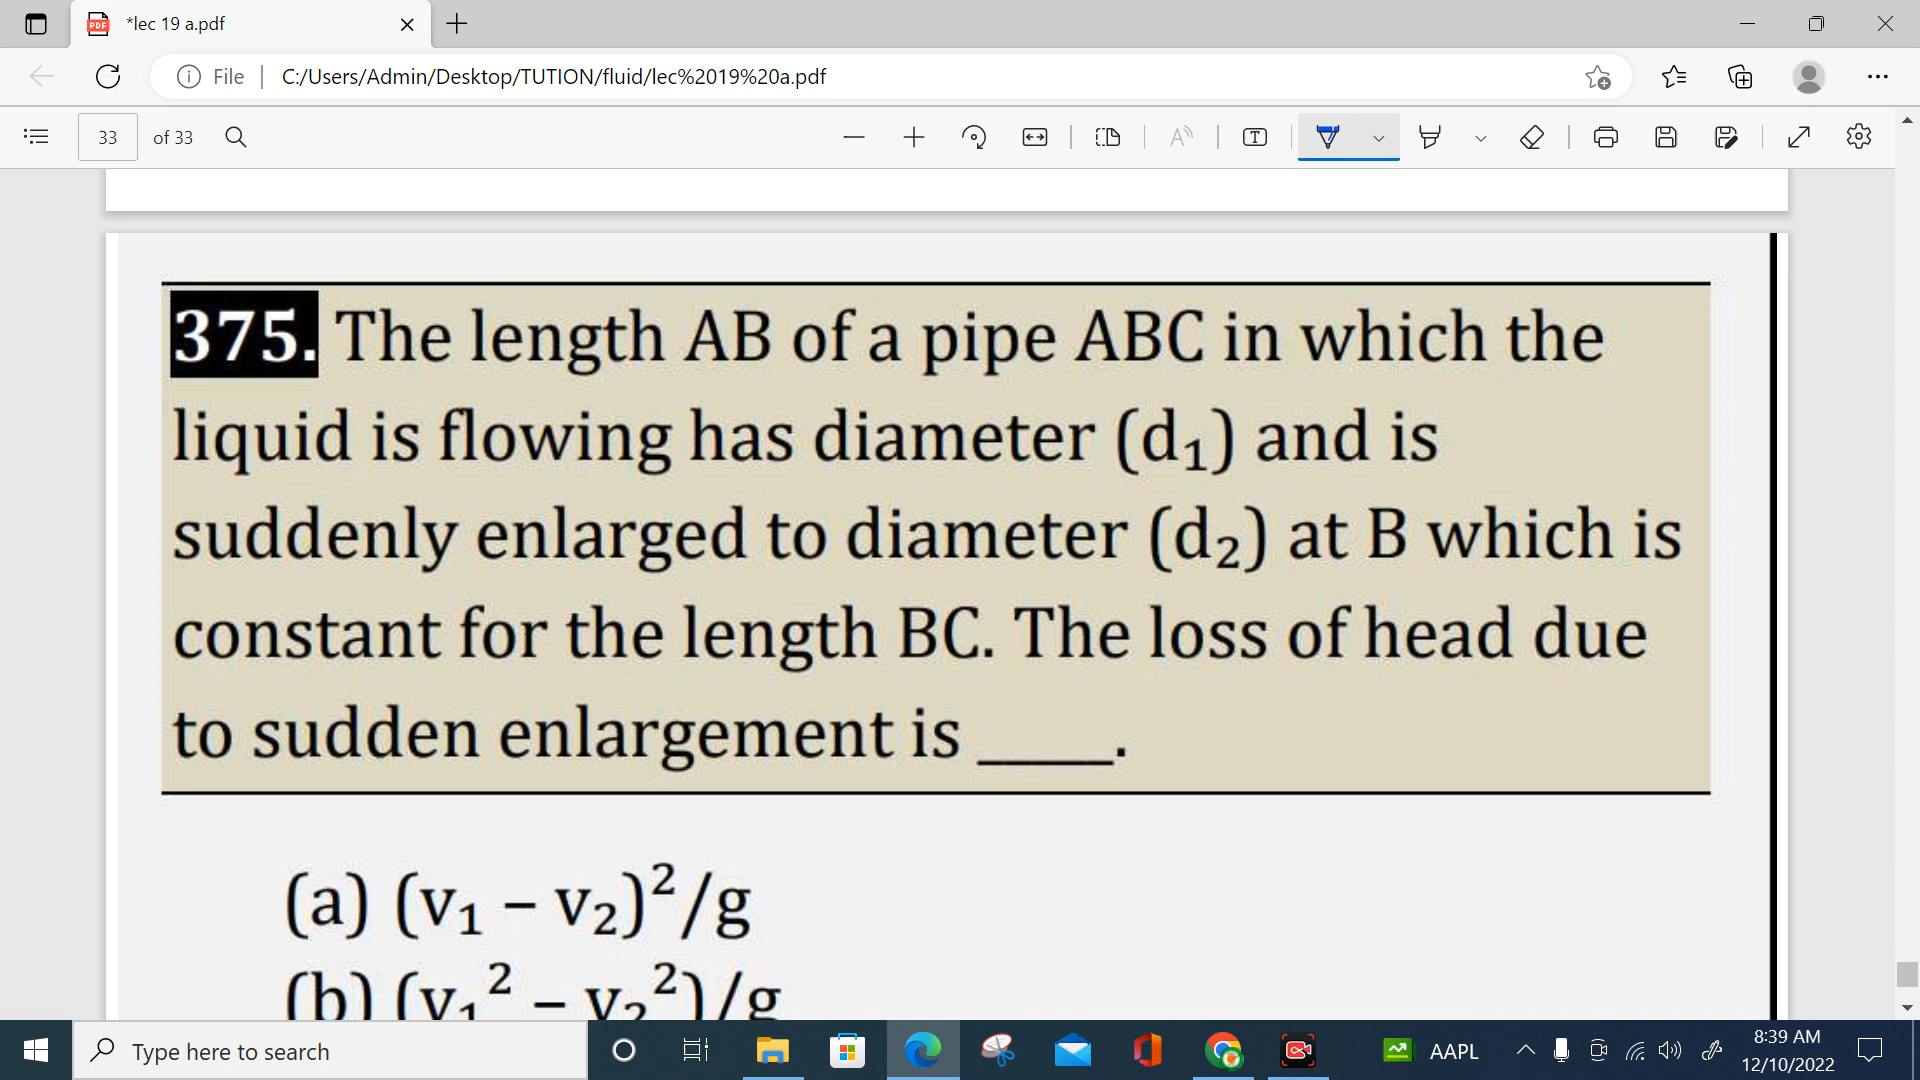 *lec 19 a.pdf
File | C:/Users/Admin/Desktop/TUTION/fluid/lec%2019%20a.pdf
33 of 33
375. The length AB of a pipe ABC in which the
liquid is flowing has diameter (d₁) and is
suddenly enlarged to diameter (d₂) at B which is
constant for the length BC. The loss of head due
to sudden enlargement is _____.
(a) (v₁ – v₂)²/g
(b) (v₁² – v₂²)/g
Type here to search
AAPL
8:39 AM
12/10/2022